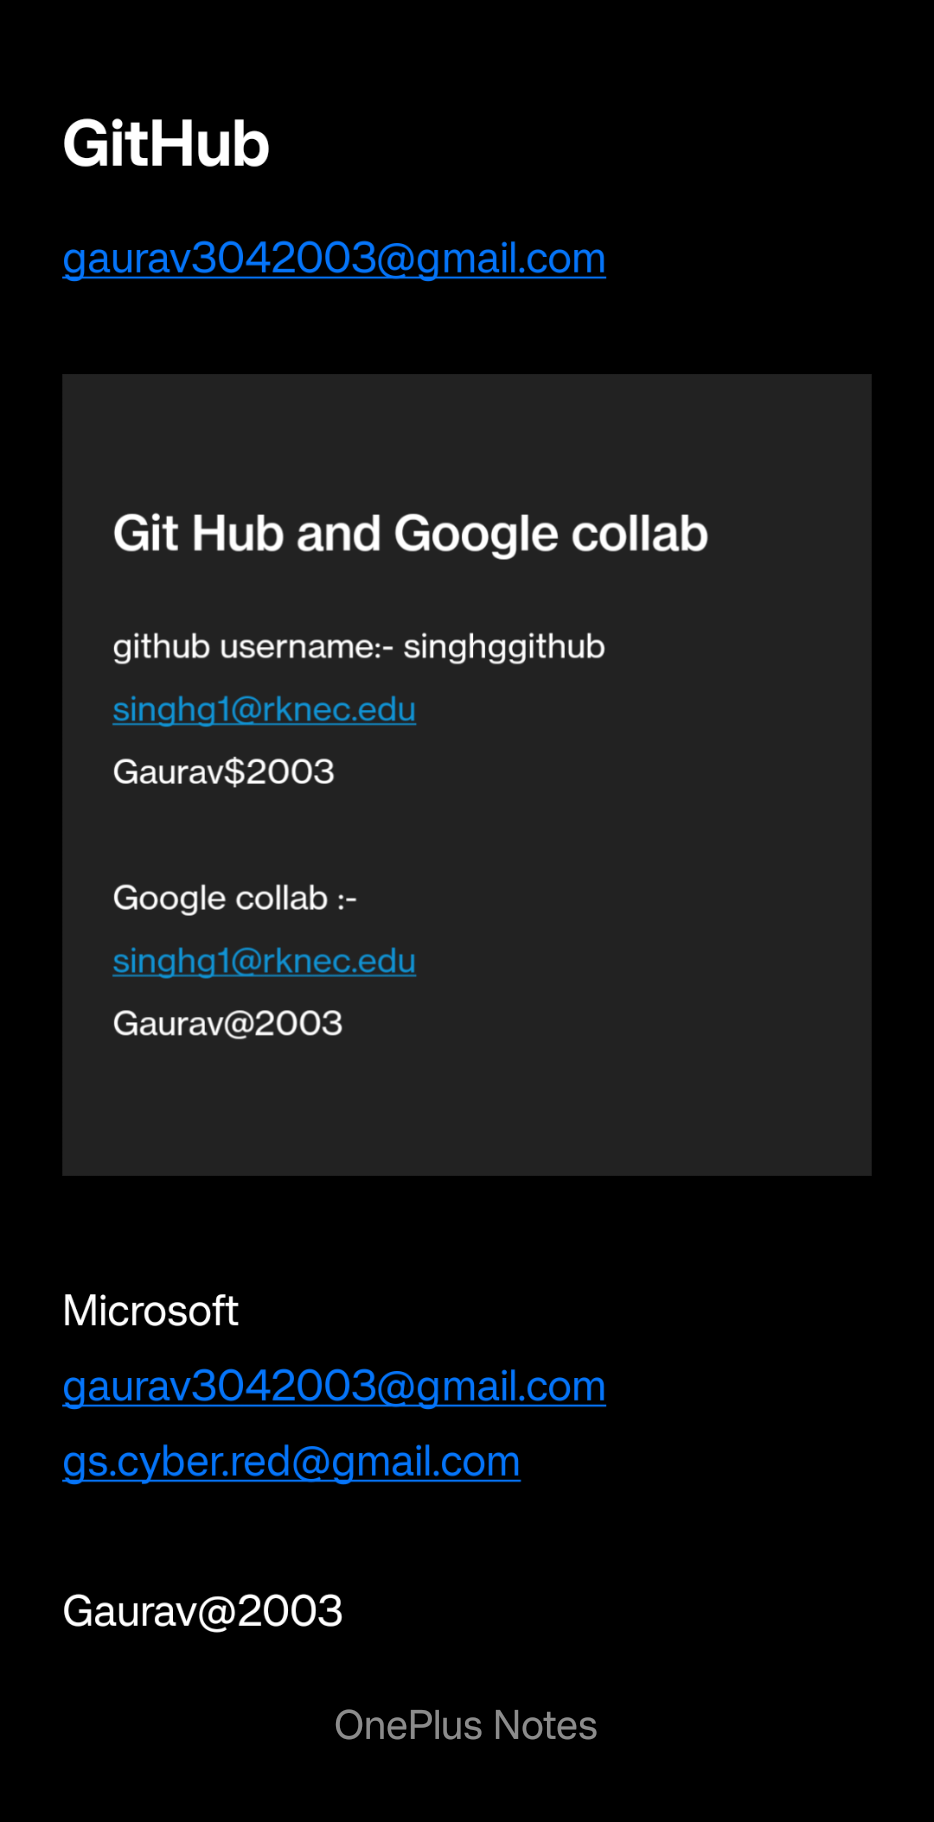 GitHub
gaurav3042003@gmail.com
Git Hub and Google collab
github username:- singhggithub
singhg1@rknec.edu
Gaurav$2003
Google collab :-
singhg1@rknec.edu
Gaurav@2003
Microsoft
gaurav3042003@gmail.com
gs.cyber.red@gmail.com
Gaurav@2003
OnePlus Notes